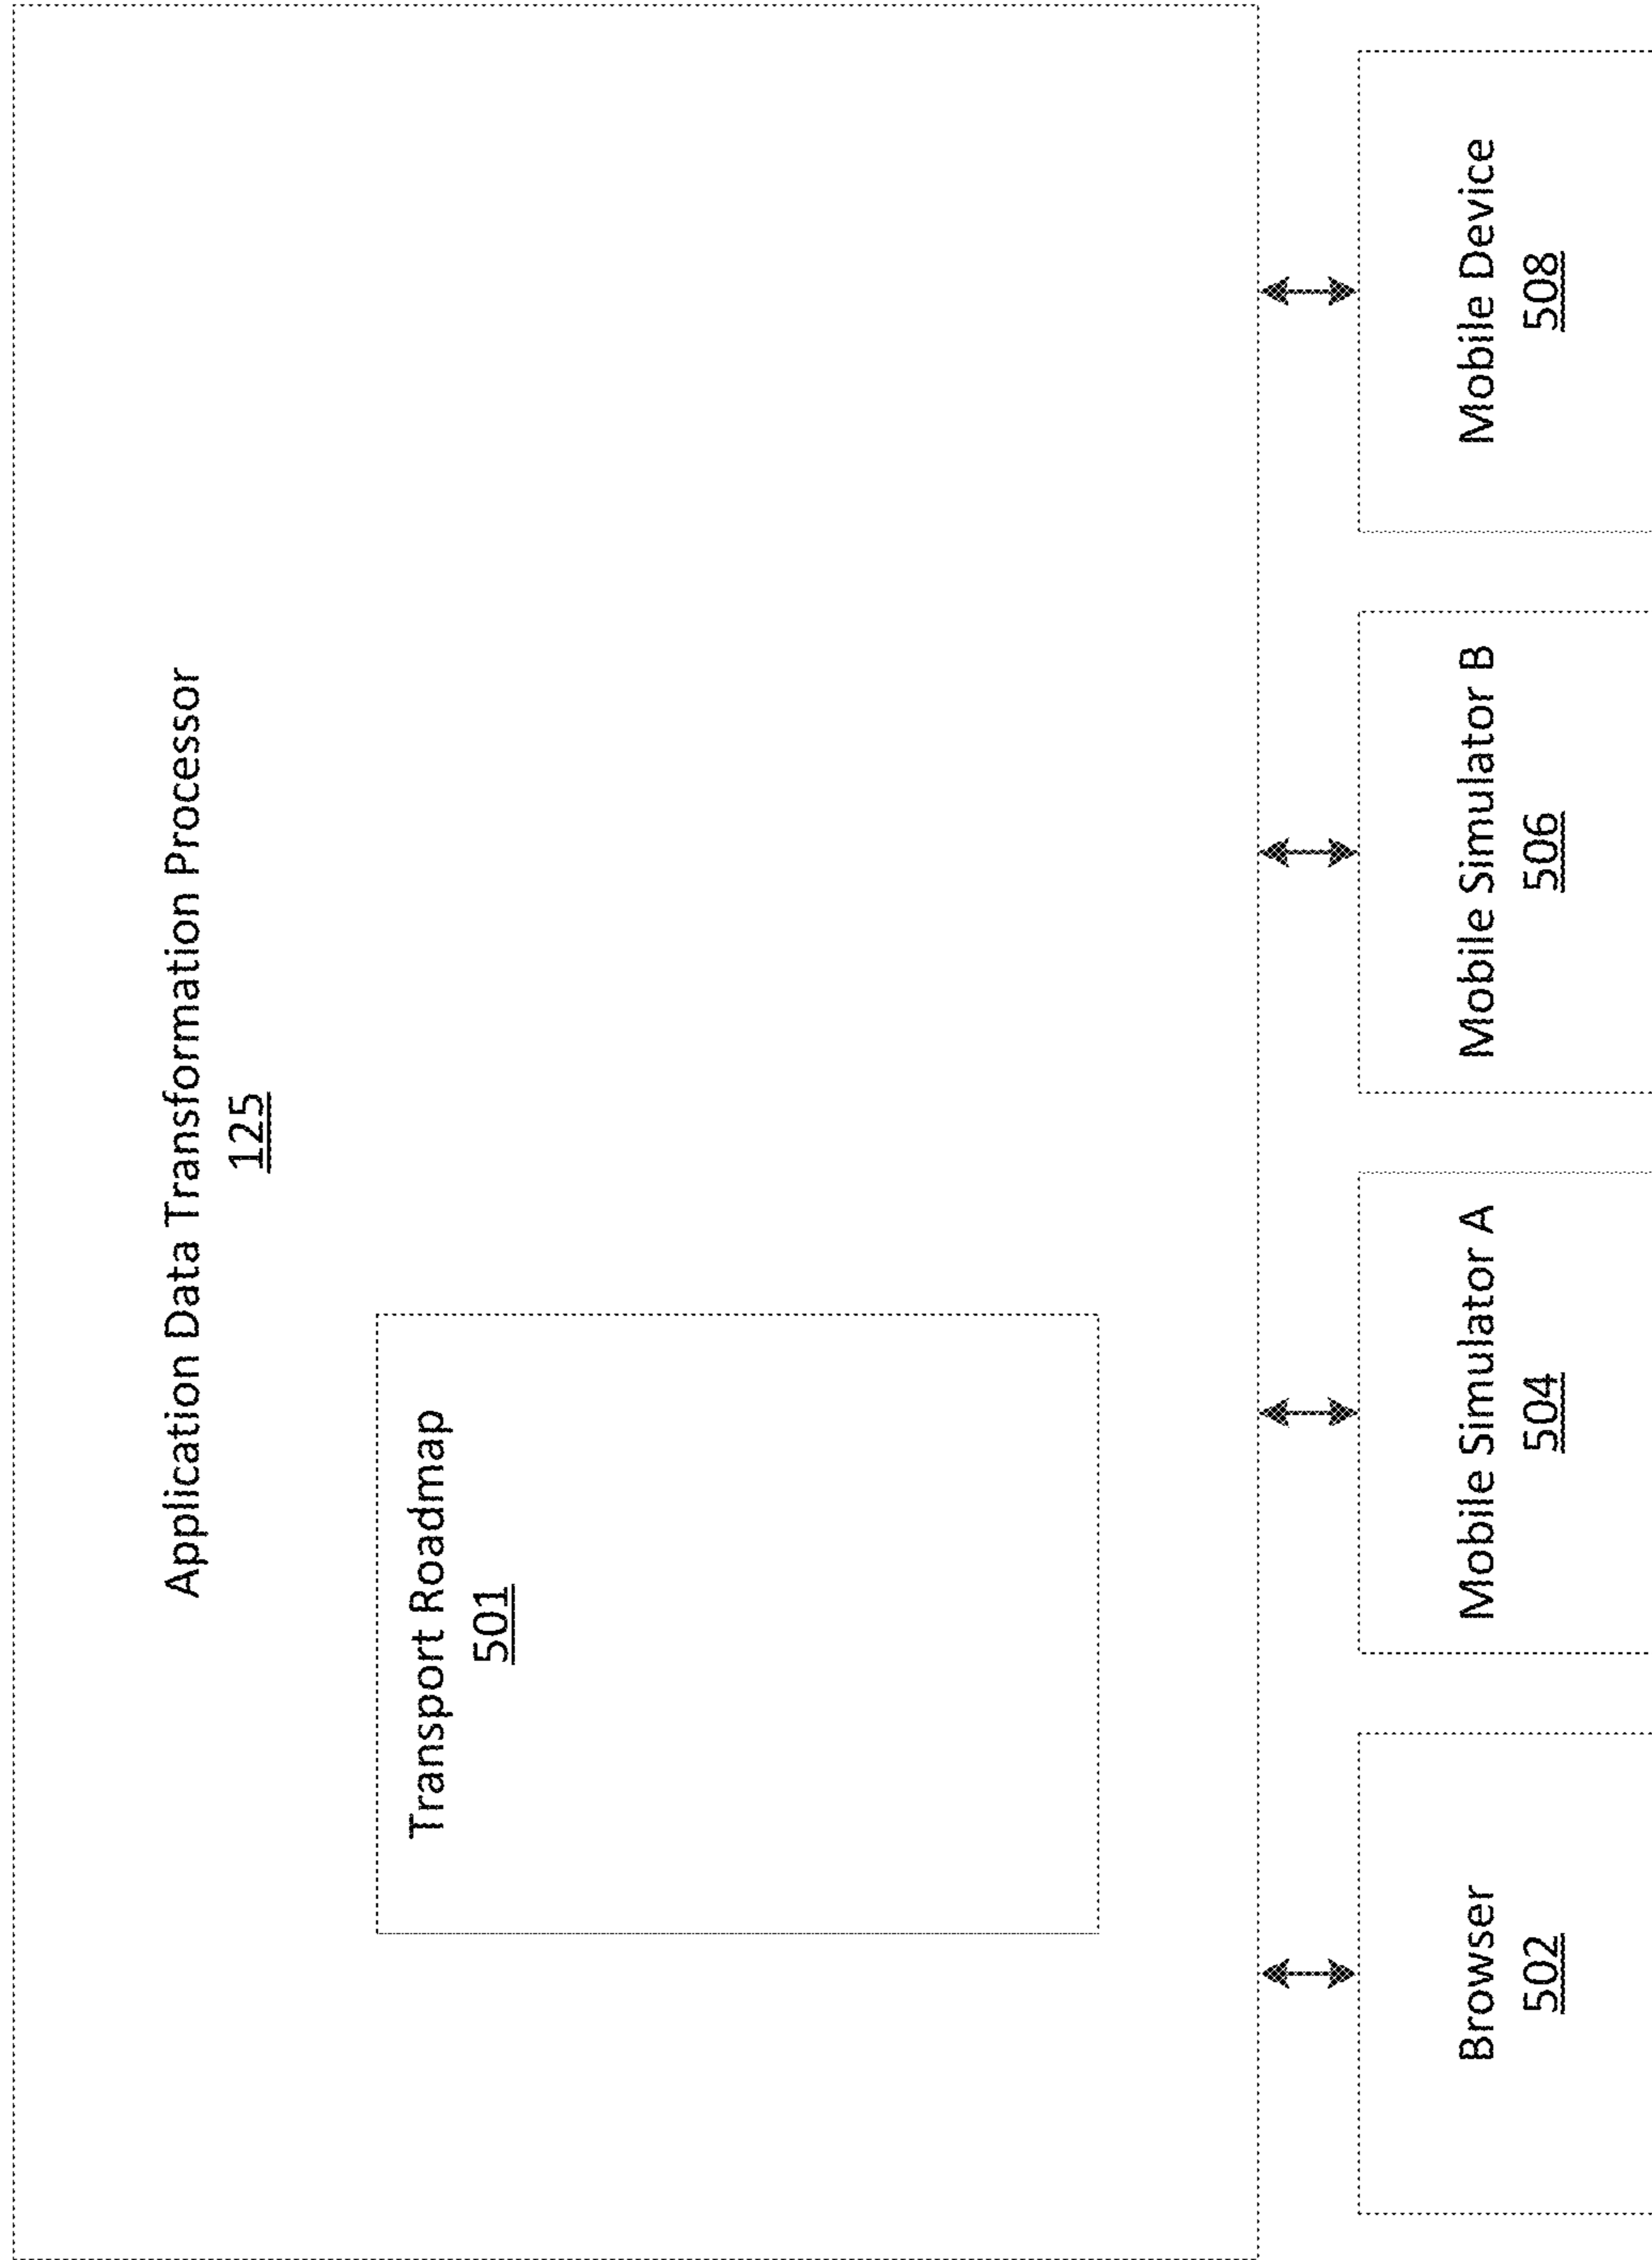 Application Data Transformation Processor
125
Transport Roadmap
501
Browser
502
Mobile Simulator A
504
Mobile Simulator B
506
Mobile Device
508